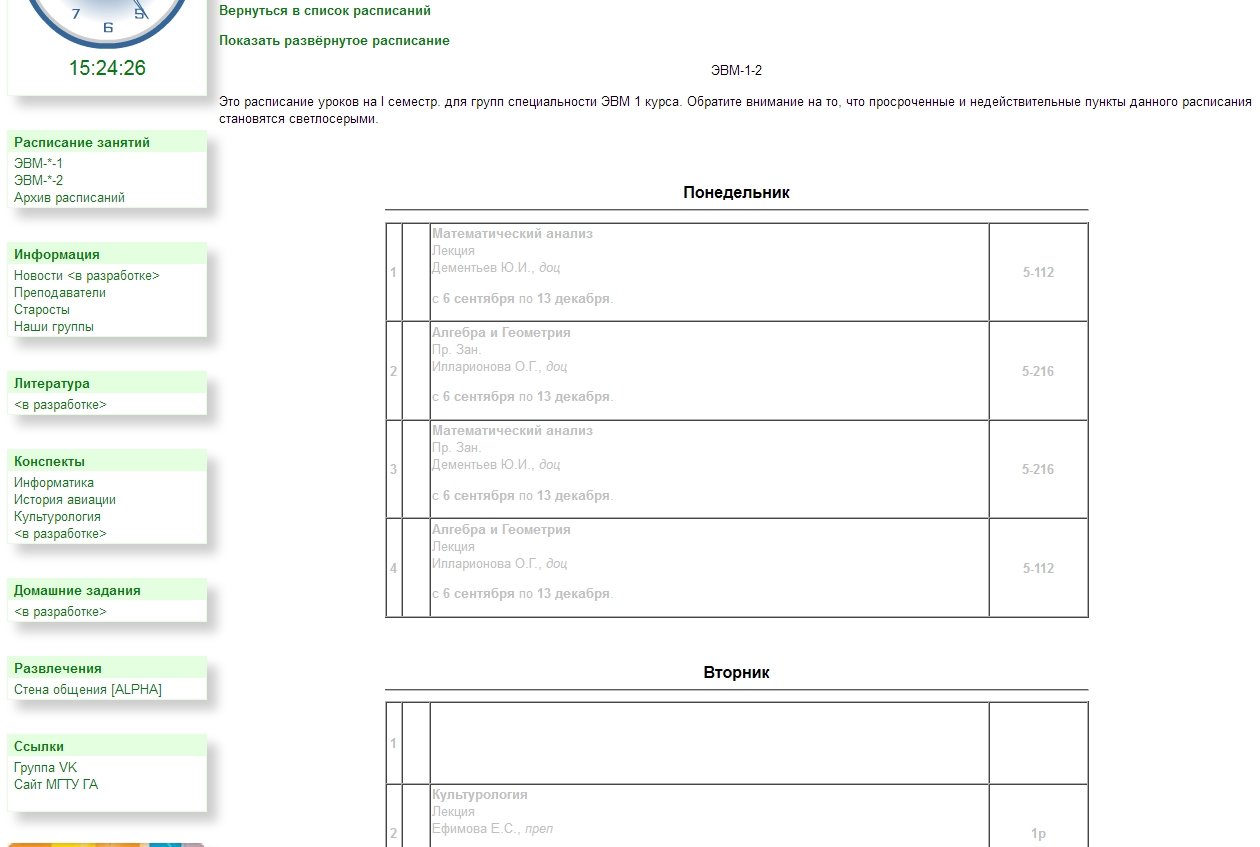 7
6
5
15:24:26
Расписание занятий
ЭВМ-*-1
ЭВМ-*-2
Архив расписаний
Информация
Новости <в разработке>
Преподаватели
Старосты
Наши группы
Литература
<в разработке>
Конспекты
Информатика
История авиации
Культурология
<в разработке>
Домашние задания
<в разработке>
Развлечения
Стена общения [ALPHA]
Ссылки
Группа VK
Сайт МГТУ ГА
Вернуться в список расписаний
Показать развёрнутое расписание
ЭВМ-1-2
Это расписание уроков на I семестр. для групп специальности ЭВМ 1 курса. Обратите внимание на то, что просроченные и недействительные пункты данного расписания
становятся светлосерыми.
Понедельник
1
Математический анализ
Лекция
Дементьев Ю.И., доц
с 6 сентября по 13 декабря.
5-112
2
Алгебра и Геометрия
Пр. Зан.
Илларионова О.Г., доц
с 6 сентября по 13 декабря.
5-216
3
Математический анализ
Пр. Зан.
Дементьев Ю.И., доц
с 6 сентября по 13 декабря.
5-216
4
Алгебра и Геометрия
Лекция
Илларионова О.Г., доц
с 6 сентября по 13 декабря.
5-112
Вторник
1
2
Культурология
Лекция
Ефимова Е.С., преп
1р